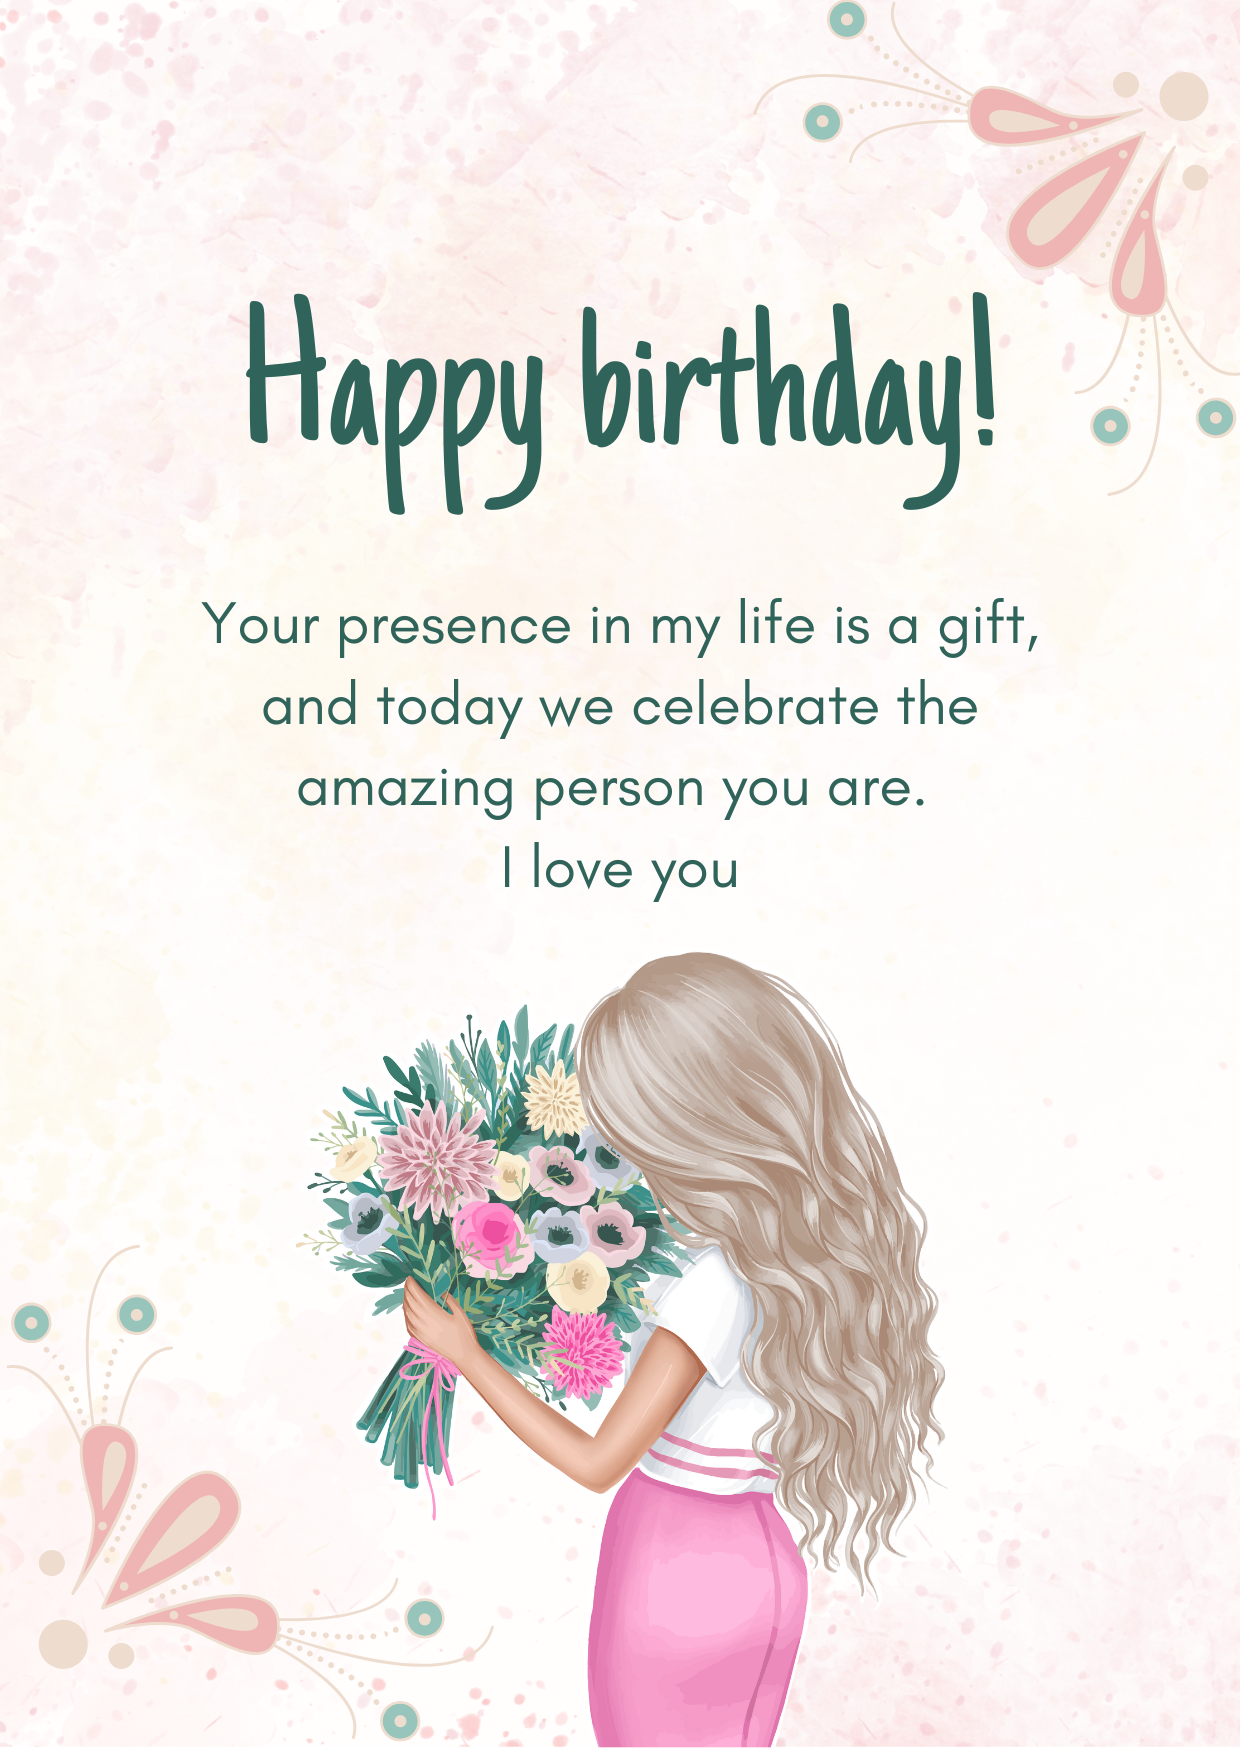 Happy birthday!
Your presence in my life is a gift,
and today we celebrate the
amazing person you are.
I love you